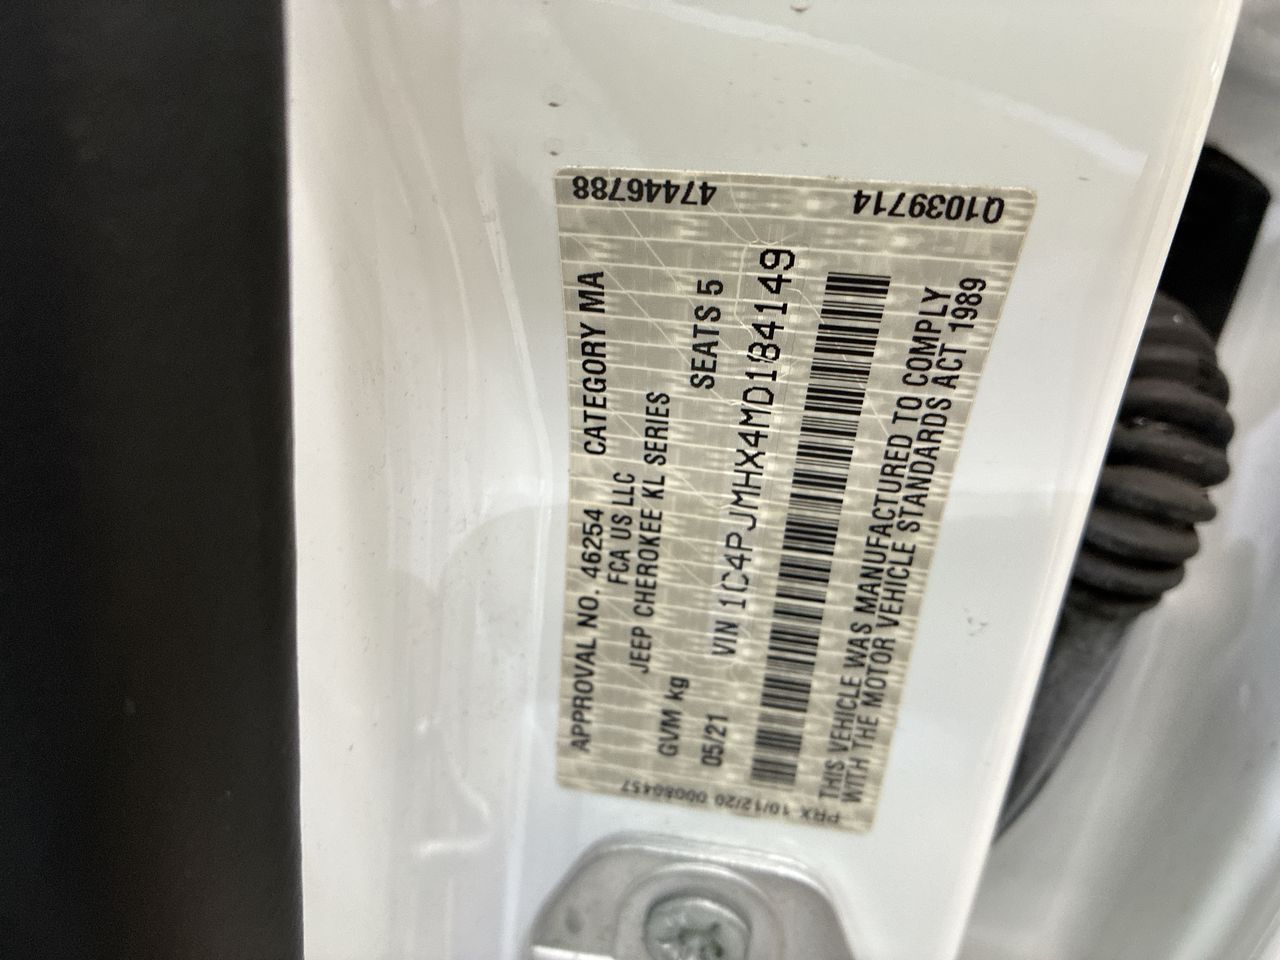 47446788
Q1039714
APPROVAL NO. 46254 CATEGORY MA
FCA US LLC
JEEP CHEROKEE KL SERIES
GVM kg
05/21 SEATS 5
VIN 1C4PJMHX4MD184149
THIS VEHICLE WAS MANUFACTURED TO COMPLY
WITH THE MOTOR VEHICLE STANDARDS ACT 1989
PRX 10/12/20 00080457